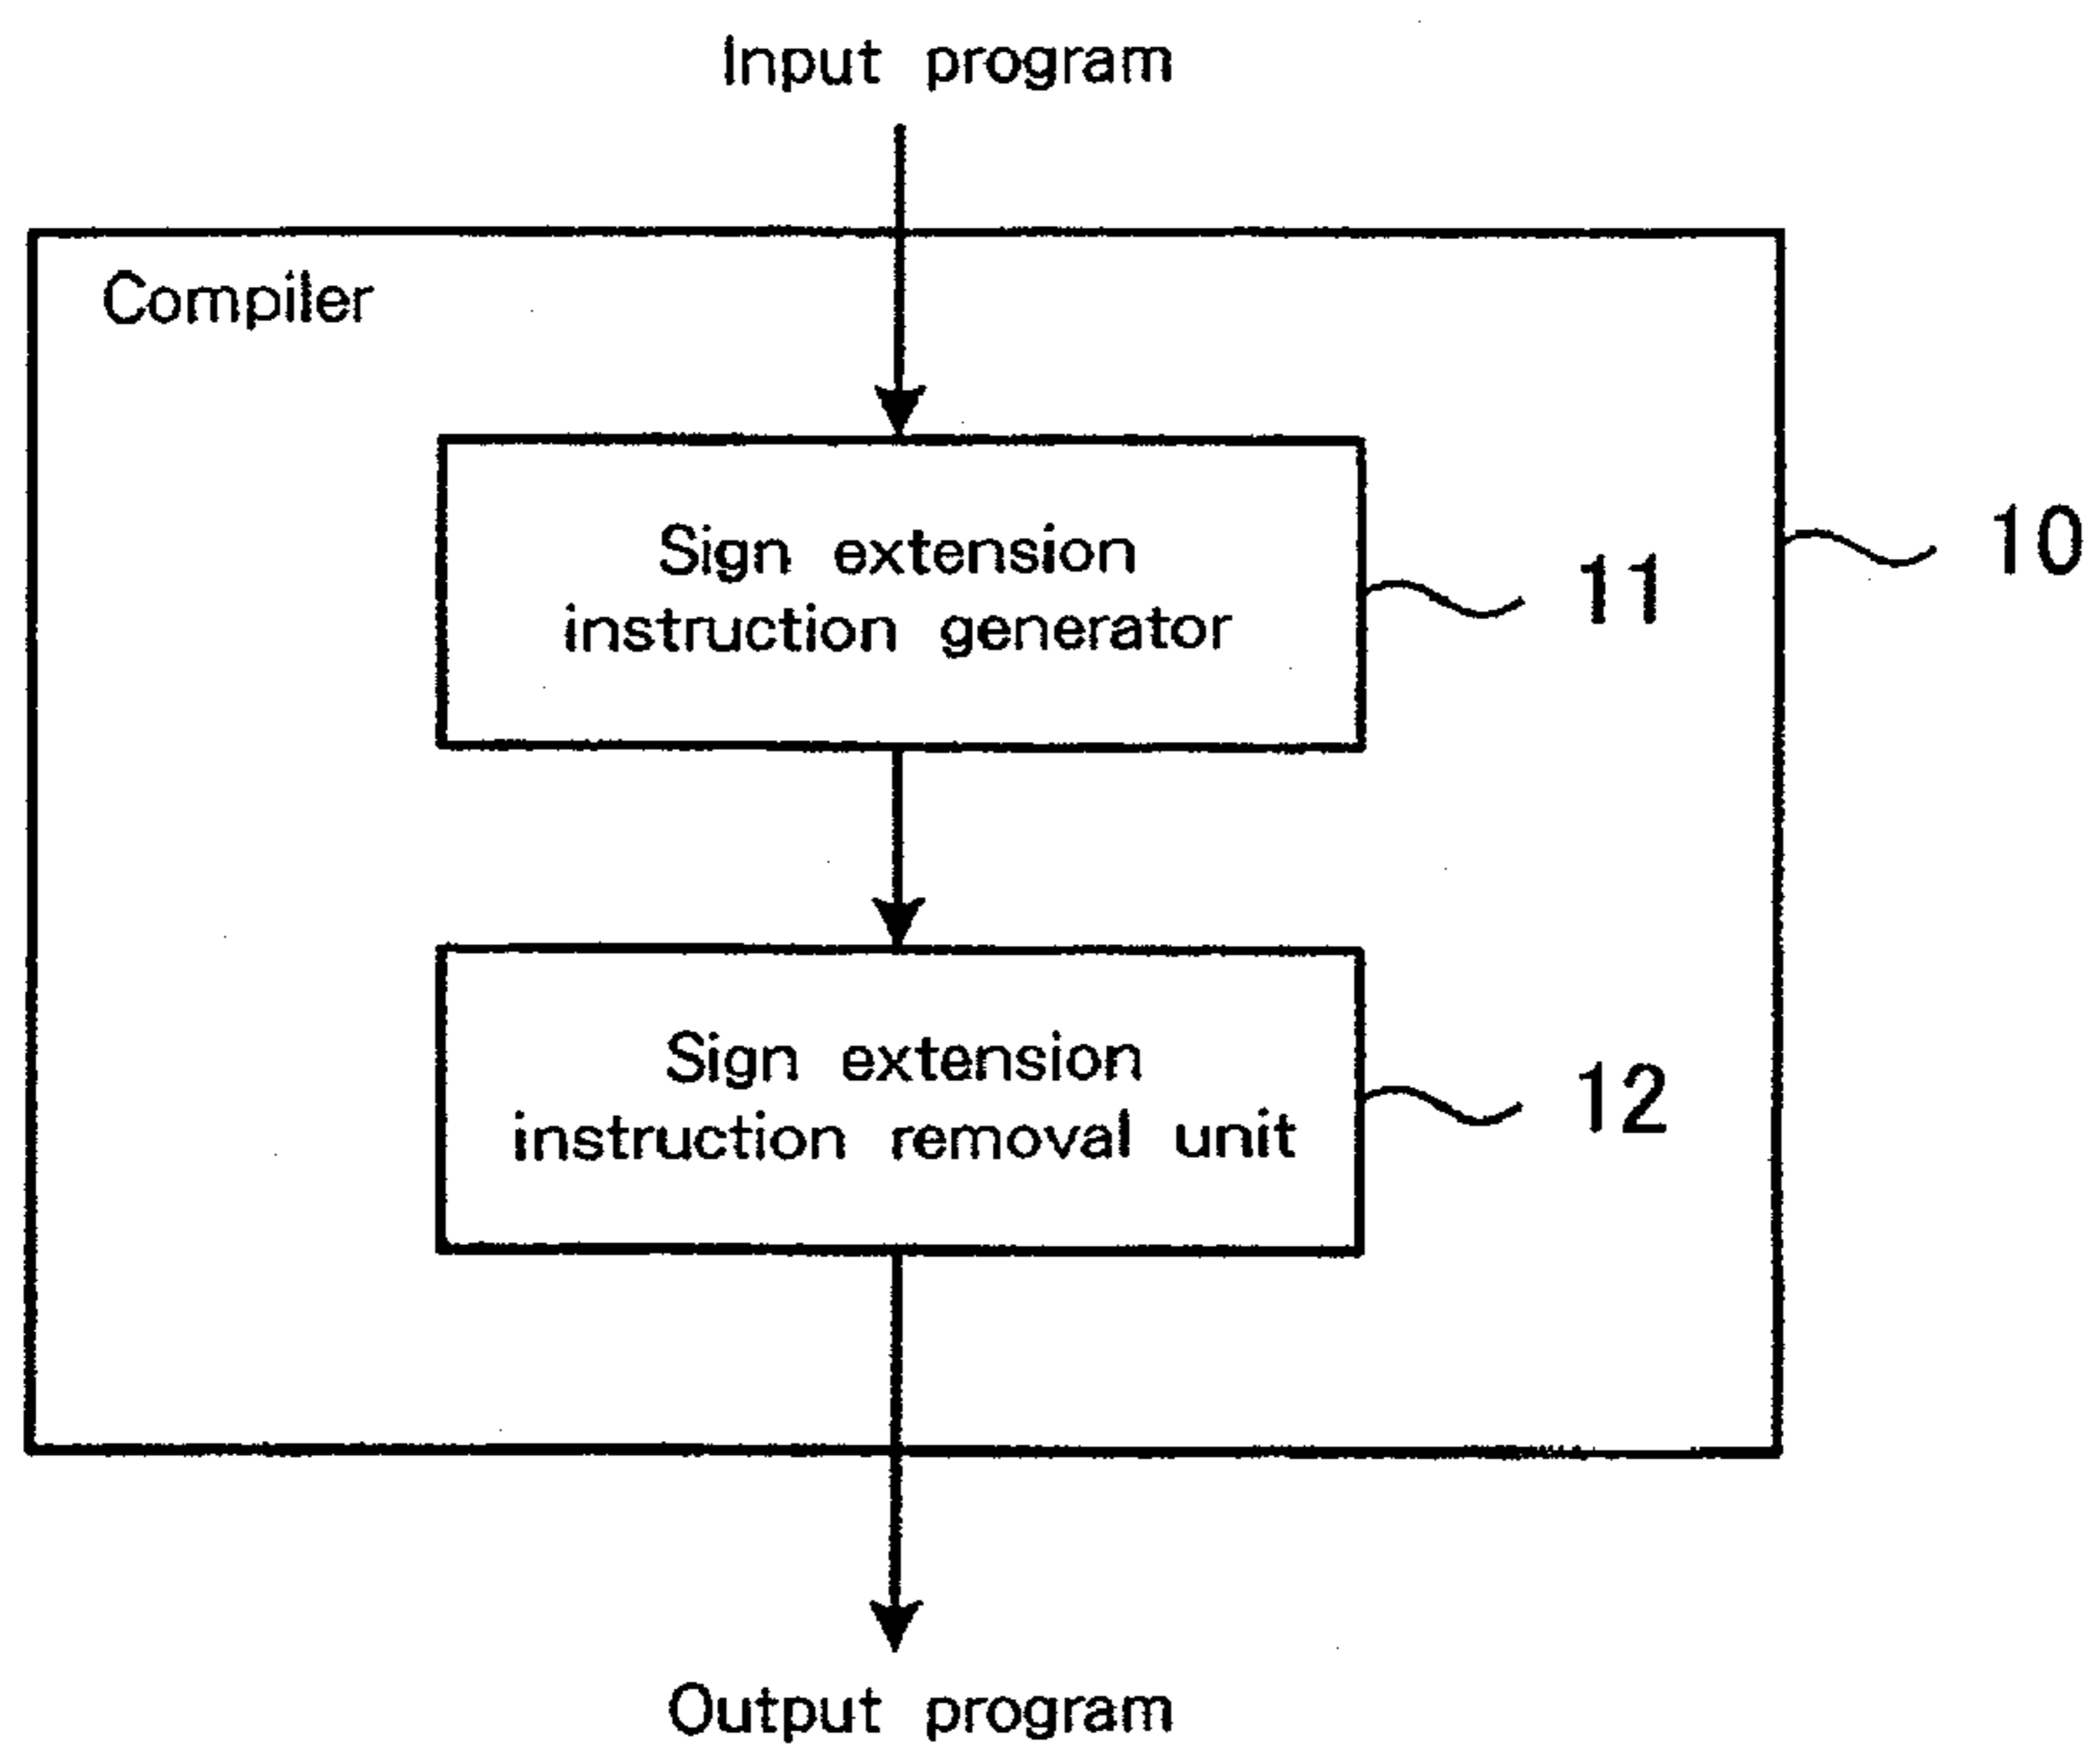 Input program
Compiler
10
Sign extension
instruction generator
11
Sign extension
instruction removal unit
12
Output program